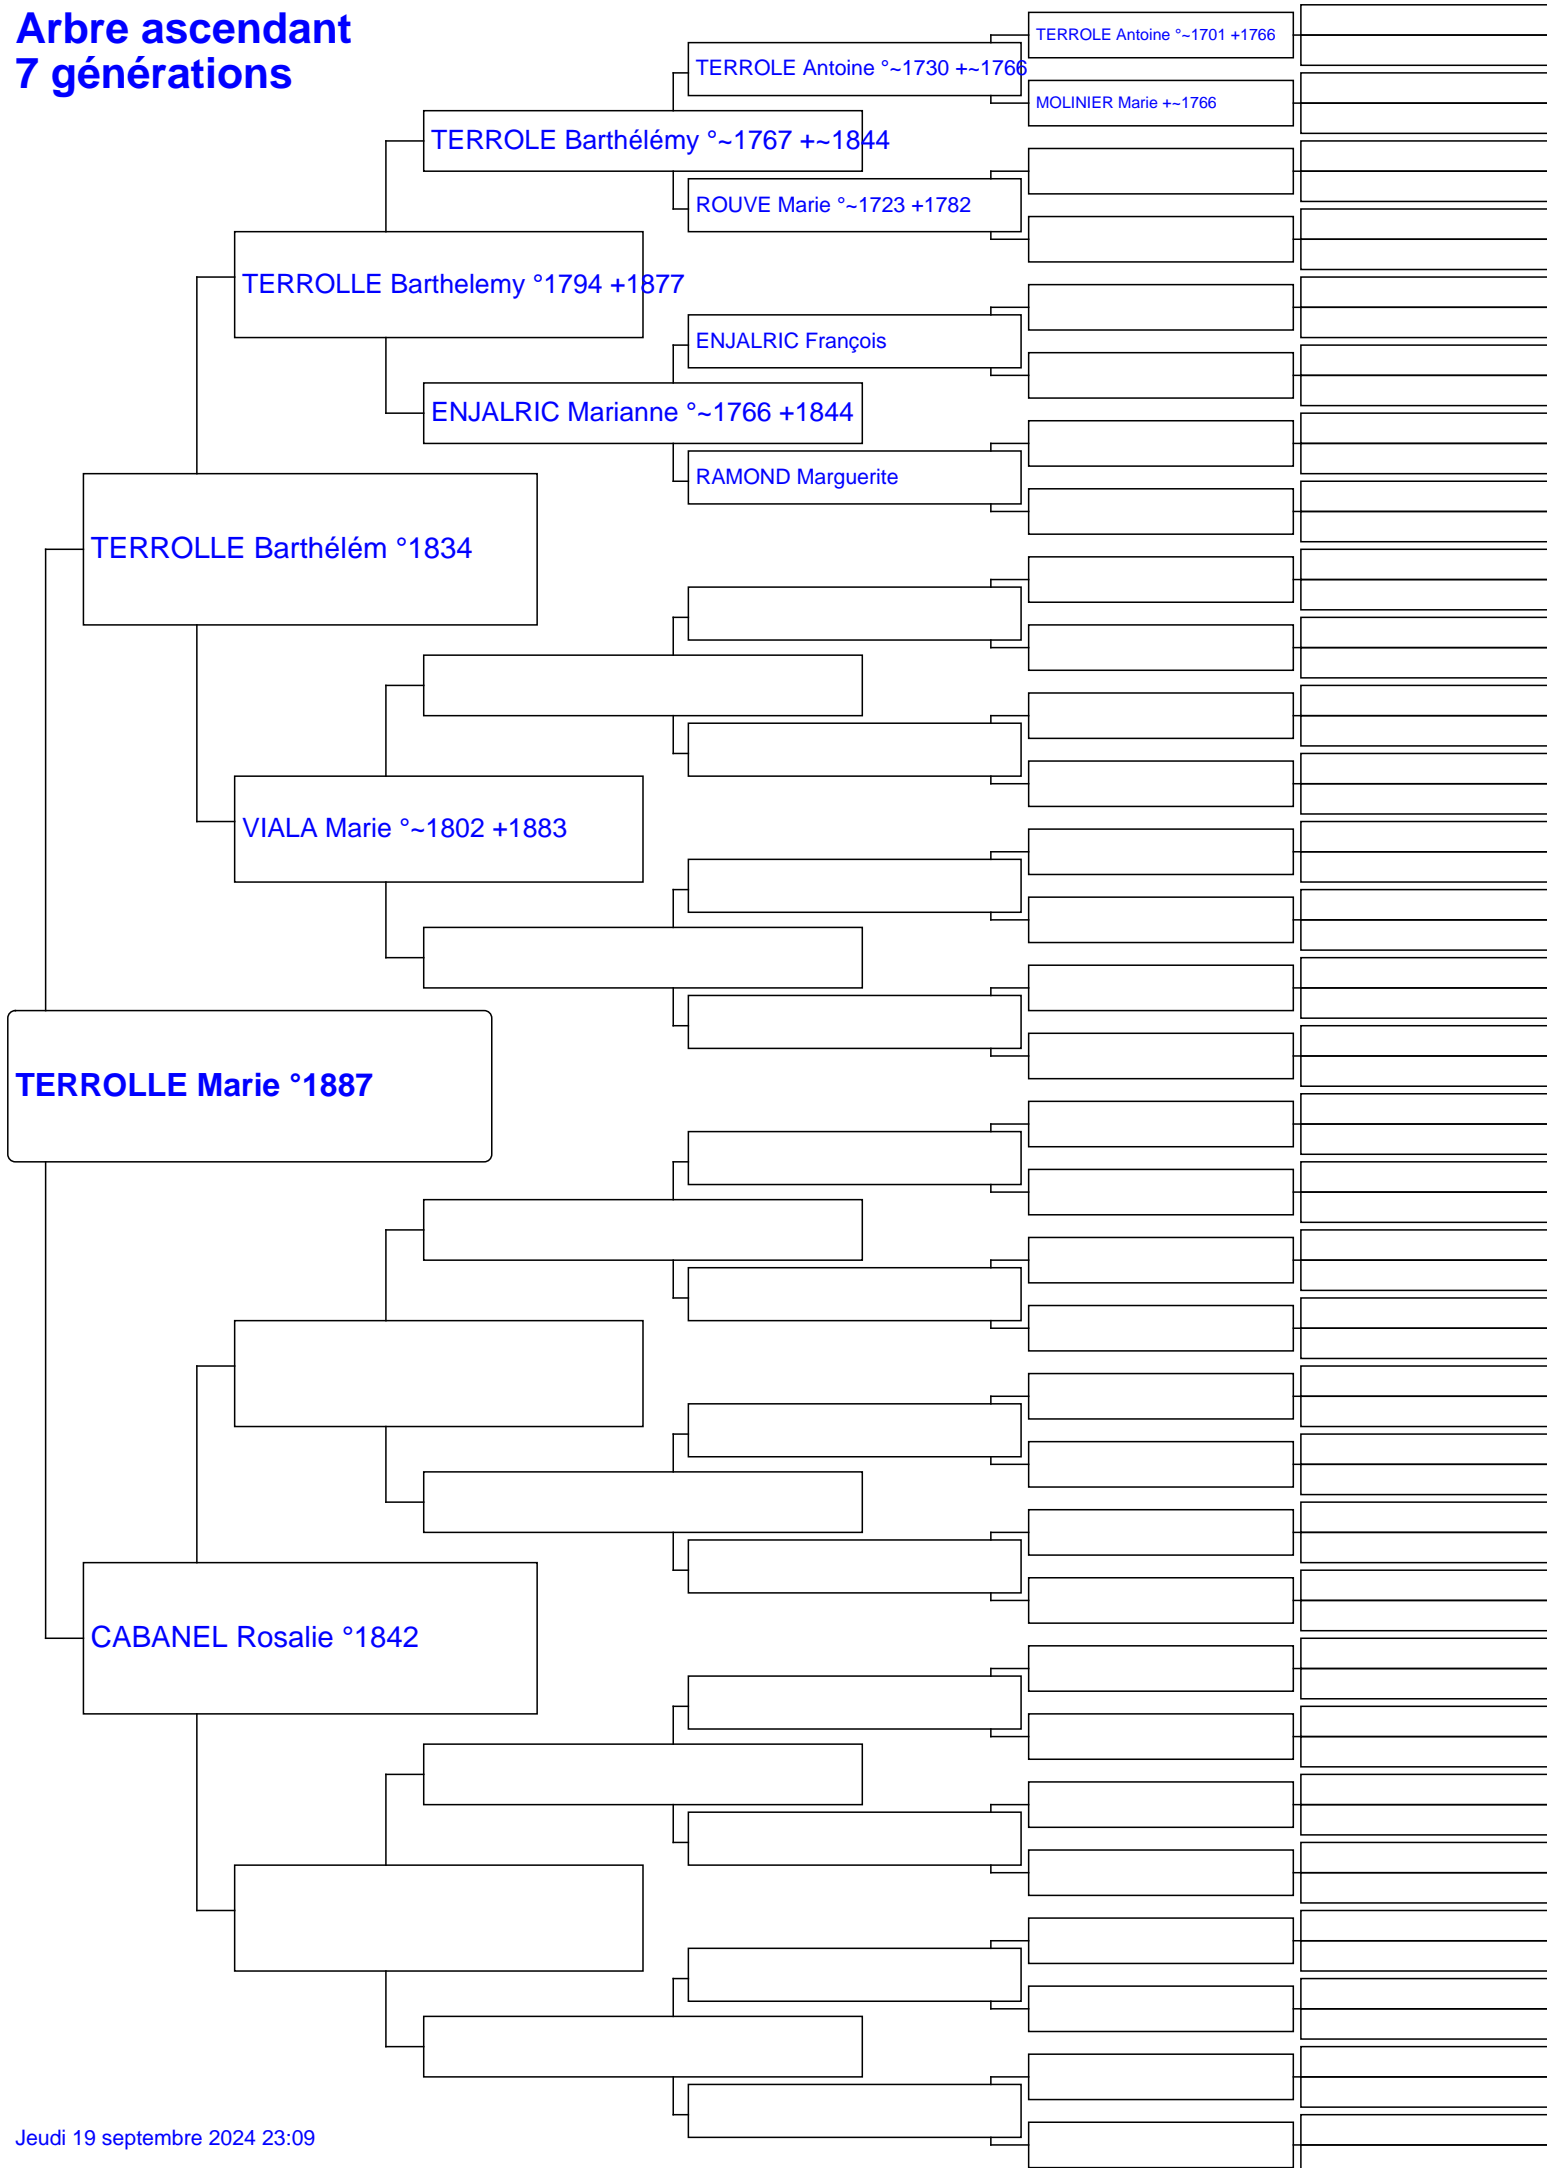 Arbre ascendant
7 générations
TERROLE Antoine °~1701 +1766
TERROLE Antoine °~1730 +~1766
MOLINIER Marie +~1766
TERROLE Barthélémy °~1767 +~1844
ROUVE Marie °~1723 +1782
TERROLLE Barthelemy °1794 +1877
ENJALRIC François
ENJALRIC Marianne °~1766 +1844
RAMOND Marguerite
TERROLLE Barthélém °1834
VIALA Marie °~1802 +1883
TERROLLE Marie °1887
CABANEL Rosalie °1842
Jeudi 19 septembre 2024 23:09